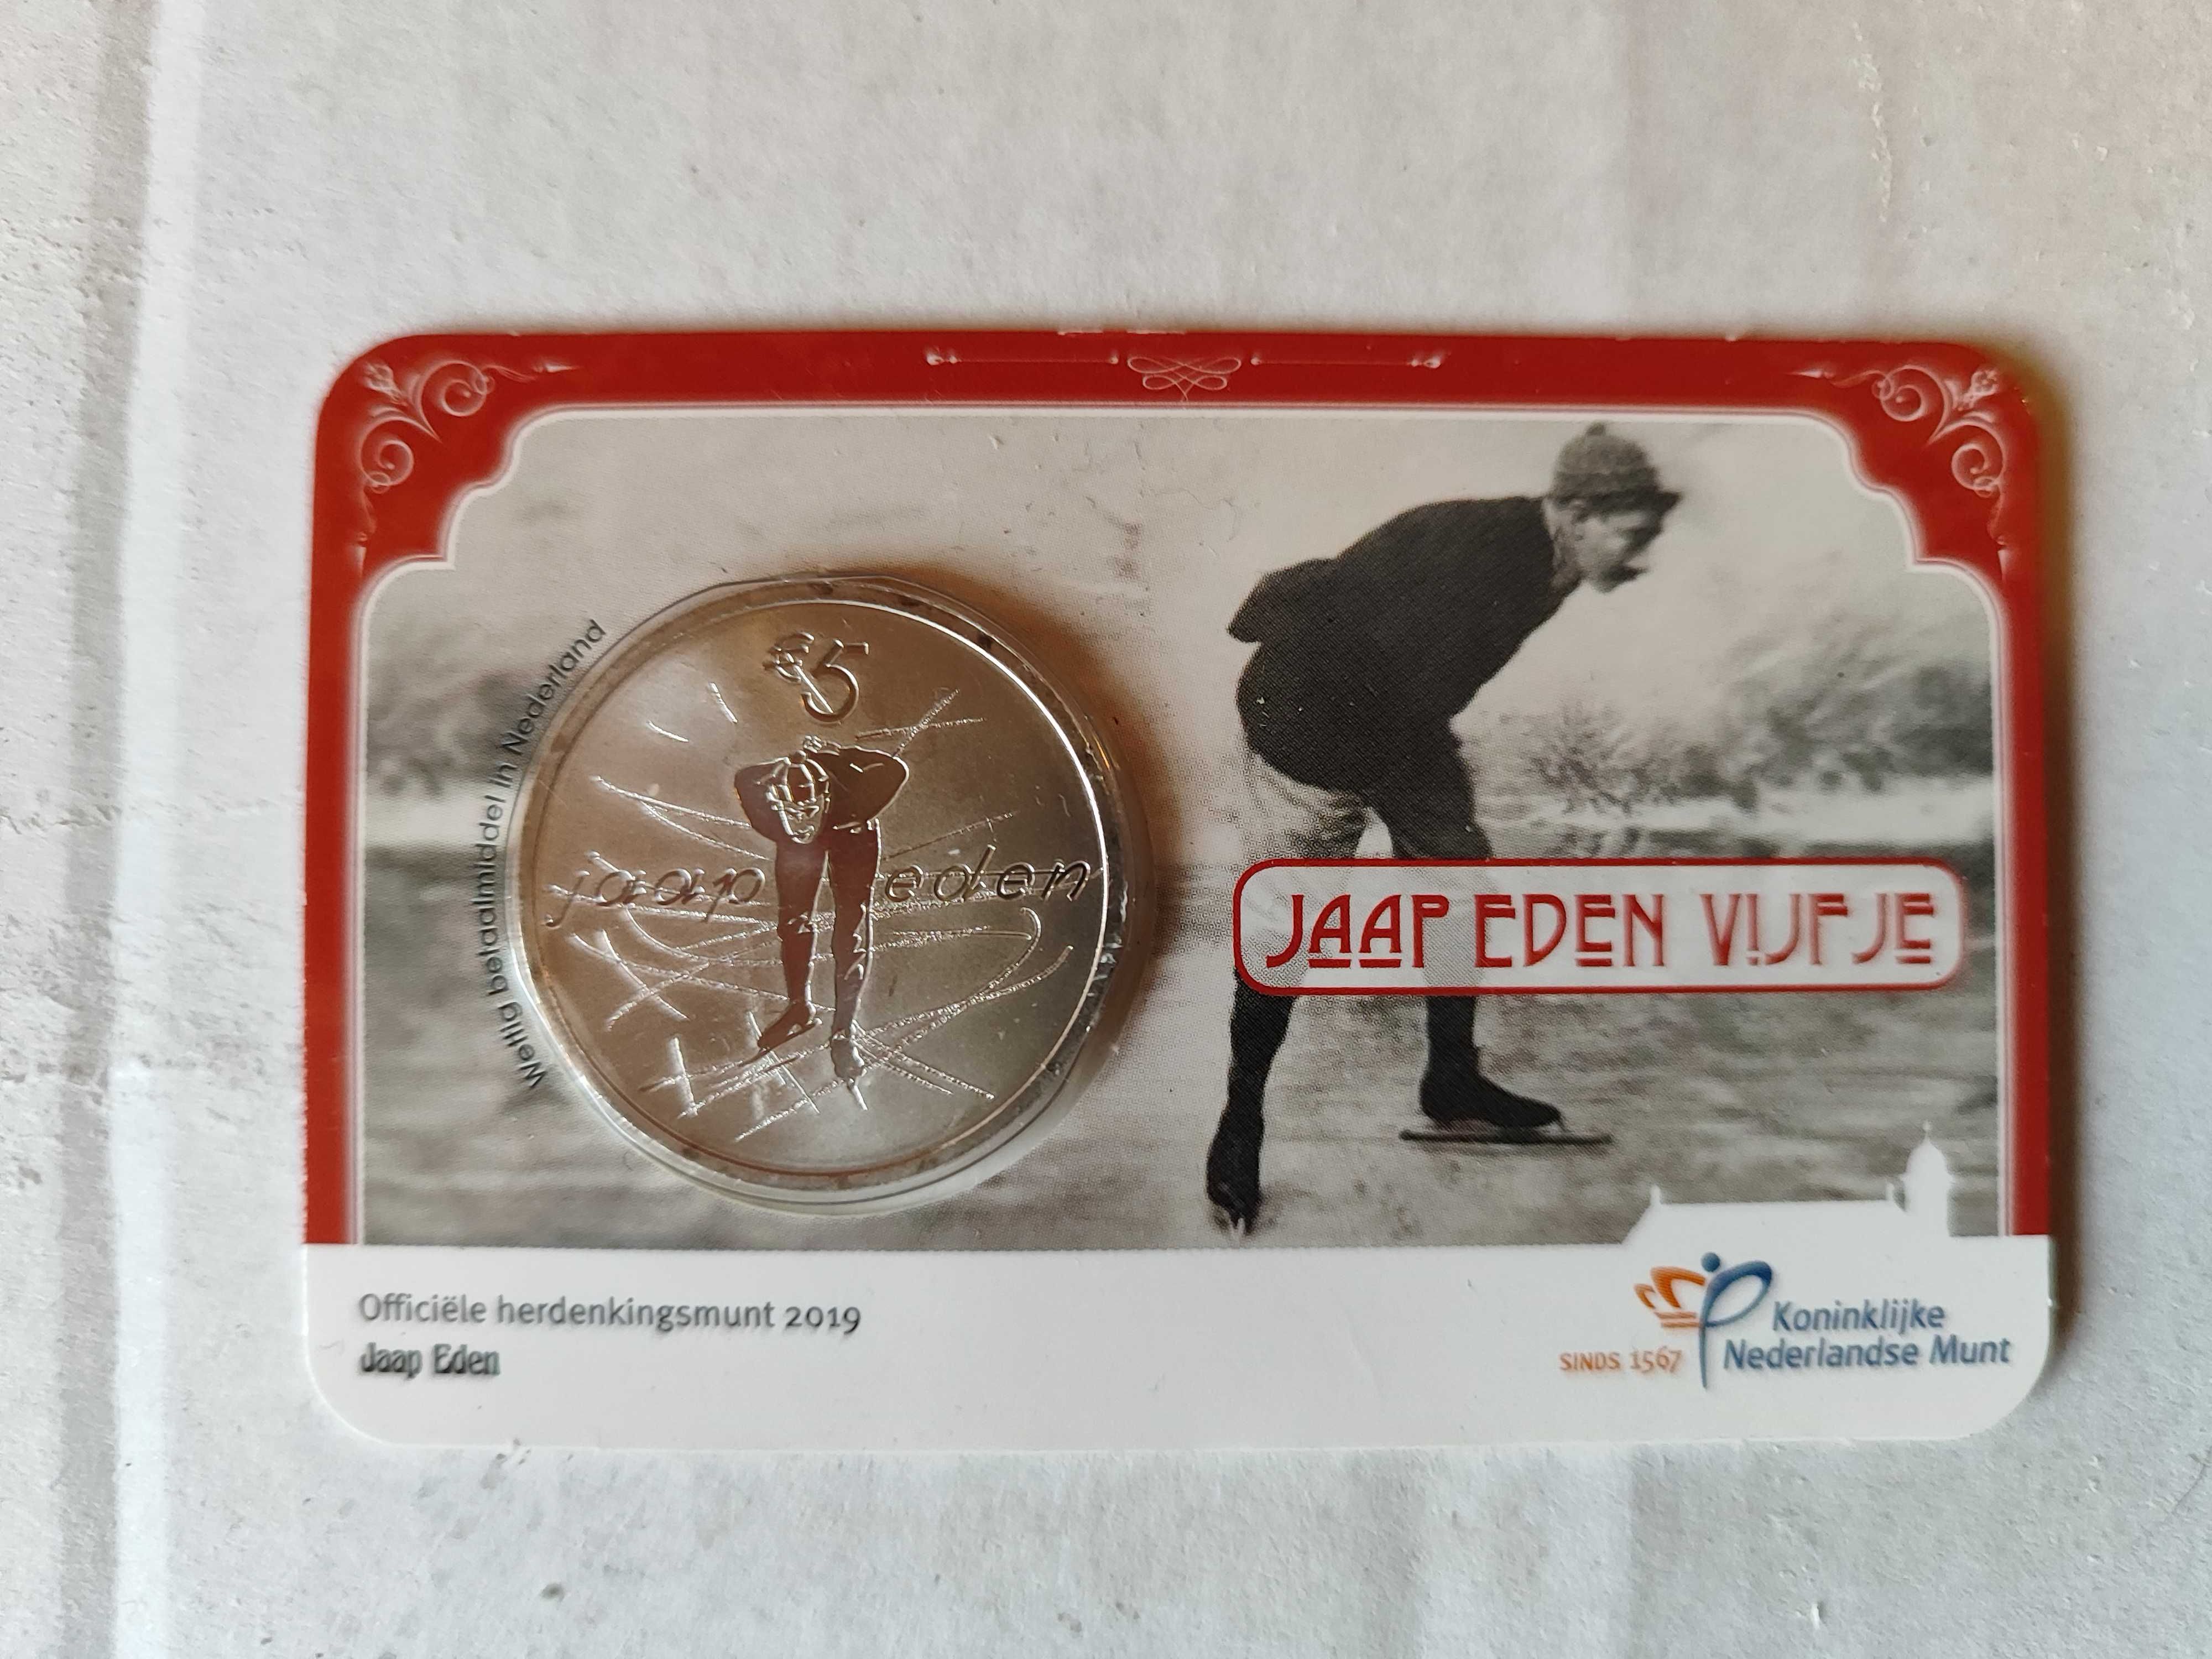 Wettig betaalmiddel in Nederland
€5
jaap eden
JAAP EDEN VIJFJE
Officiële herdenkingsmunt 2019
Jaap Eden
SINDS 1567
Koninklijke
Nederlandse Munt